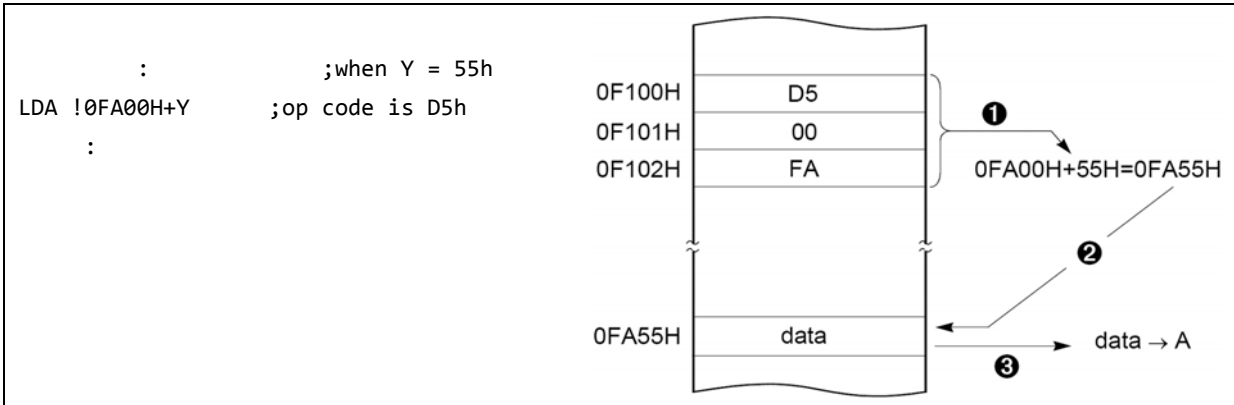 :                ;when Y = 55h
LDA !0FA00H+Y      ;op code is D5h
:
0F100H D5
❶
0F101H 00
0F102H FA
0FA00H+55H=0FA55H
❷
0FA55H data
data → A
❸